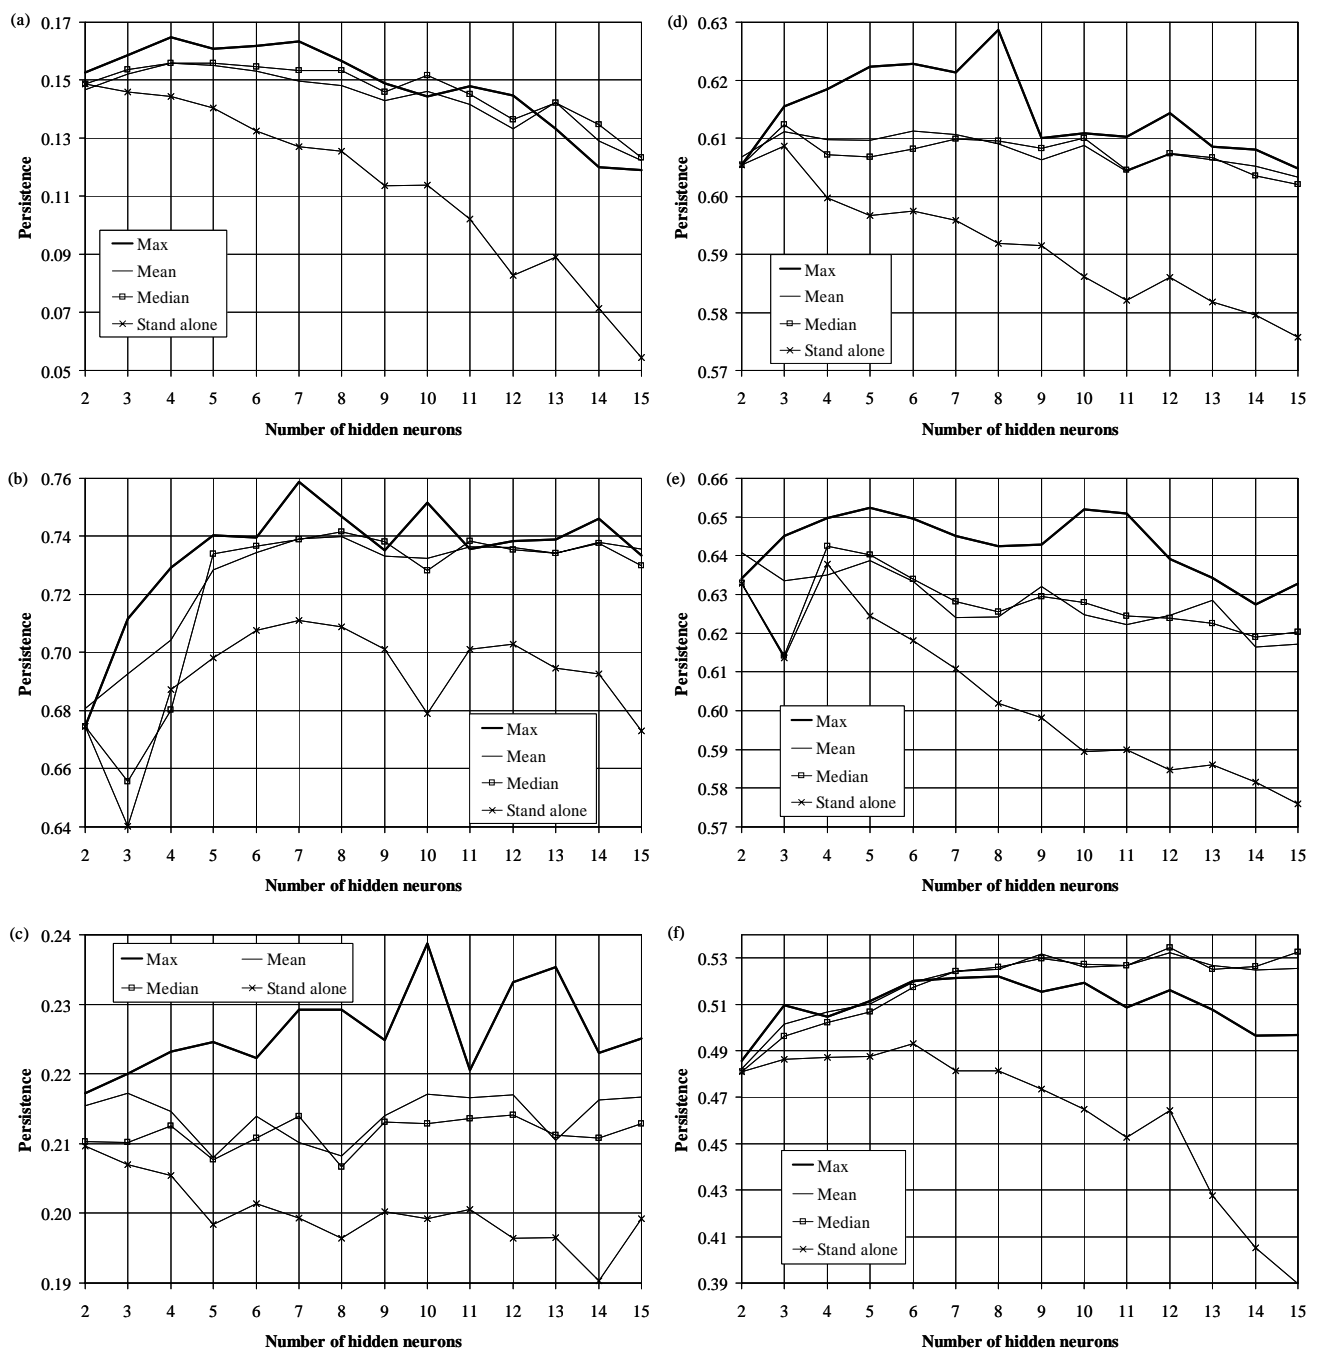 (a)
0.17
0.15
0.13
0.11
0.09
0.07
0.05
Persistence
Max
Mean
Median
Stand alone
2 3 4 5 6 7 8 9 10 11 12 13 14 15
Number of hidden neurons
(d)
0.63
0.62
0.61
0.60
0.59
0.58
0.57
Persistence
Max
Mean
Median
Stand alone
2 3 4 5 6 7 8 9 10 11 12 13 14 15
Number of hidden neurons
(b)
0.76
0.74
0.72
0.70
0.68
0.66
0.64
Persistence
Max
Mean
Median
Stand alone
2 3 4 5 6 7 8 9 10 11 12 13 14 15
Number of hidden neurons
(e)
0.66
0.65
0.64
0.63
0.62
0.61
0.60
0.59
0.58
0.57
Persistence
Max
Mean
Median
Stand alone
2 3 4 5 6 7 8 9 10 11 12 13 14 15
Number of hidden neurons
(c)
0.24
0.23
0.22
0.21
0.20
0.19
Persistence
Max Mean
Median Stand alone
2 3 4 5 6 7 8 9 10 11 12 13 14 15
Number of hidden neurons
(f)
0.53
0.51
0.49
0.47
0.45
0.43
0.41
0.39
Persistence
Max
Mean
Median
Stand alone
2 3 4 5 6 7 8 9 10 11 12 13 14 15
Number of hidden neurons